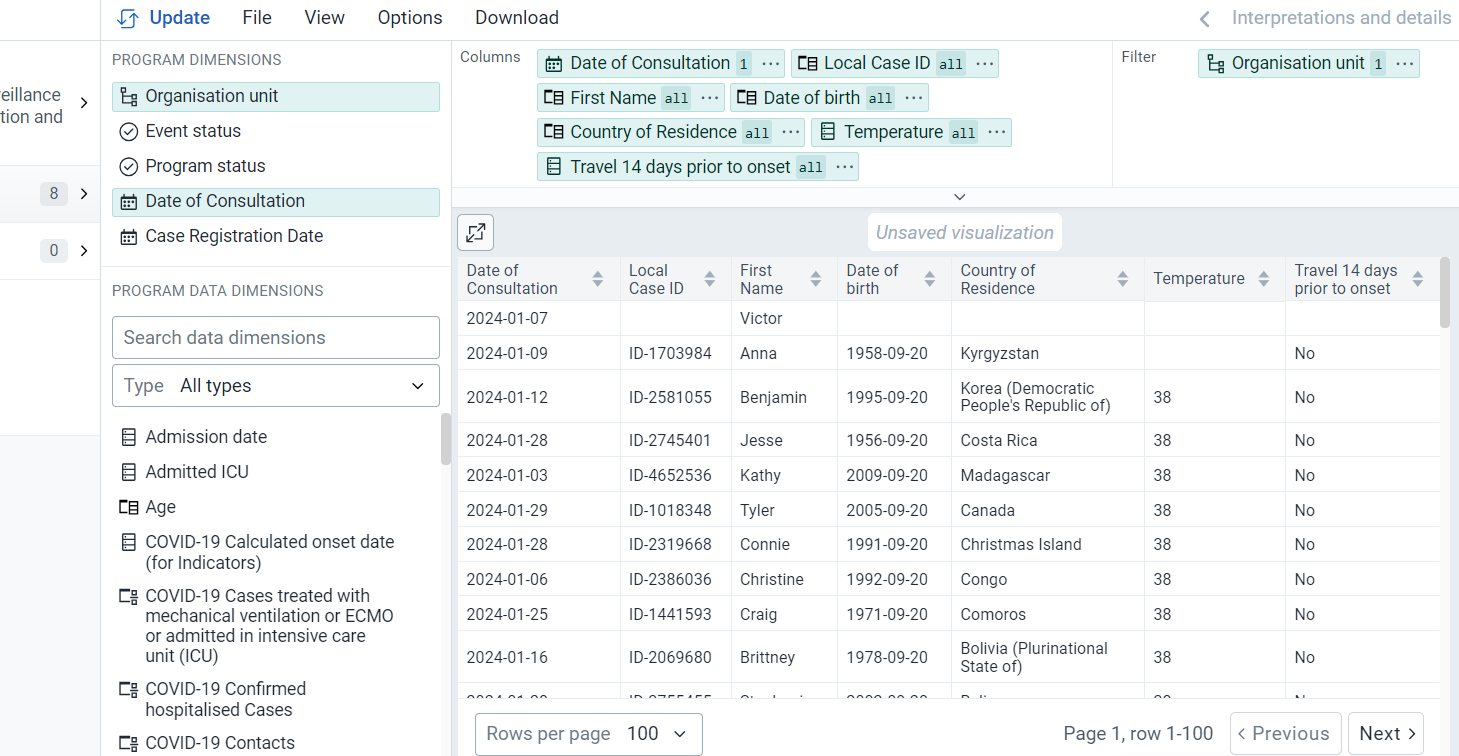 Update File View Options Download Interpretations and details
eillance
tion and
8
0
PROGRAM DIMENSIONS
Organisation unit
Event status
Program status
Date of Consultation
Case Registration Date
PROGRAM DATA DIMENSIONS
Search data dimensions
Type All types
Admission date
Admitted ICU
Age
COVID-19 Calculated onset date
(for Indicators)
COVID-19 Cases treated with
mechanical ventilation or ECMO
or admitted in intensive care
unit (ICU)
COVID-19 Confirmed
hospitalised Cases
COVID-19 Contacts
Columns
Date of Consultation 1 ··· Local Case ID all ···
First Name all ··· Date of birth all ···
Country of Residence all ··· Temperature all ···
Travel 14 days prior to onset all ···
Filter
Organisation unit 1 ···
Unsaved visualization
Date of Consultation Local Case ID First Name Date of birth Country of Residence Temperature Travel 14 days prior to onset
2024-01-07 Victor
2024-01-09 ID-1703984 Anna 1958-09-20 Kyrgyzstan No
2024-01-12 ID-2581055 Benjamin 1995-09-20 Korea (Democratic People's Republic of) 38 No
2024-01-28 ID-2745401 Jesse 1956-09-20 Costa Rica 38 No
2024-01-03 ID-4652536 Kathy 2009-09-20 Madagascar 38 No
2024-01-29 ID-1018348 Tyler 2005-09-20 Canada 38 No
2024-01-28 ID-2319668 Connie 1991-09-20 Christmas Island 38 No
2024-01-06 ID-2386036 Christine 1992-09-20 Congo 38 No
2024-01-25 ID-1441593 Craig 1971-09-20 Comoros 38 No
2024-01-16 ID-2069680 Brittney 1978-09-20 Bolivia (Plurinational State of) 38 No
Rows per page 100 Page 1, row 1-100 Previous Next